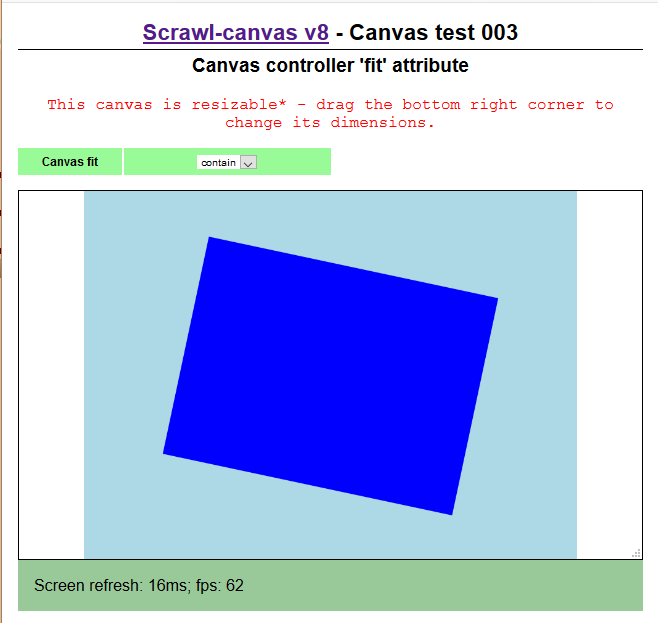 Scrawl-canvas v8 - Canvas test 003
Canvas controller 'fit' attribute
This canvas is resizable* - drag the bottom right corner to
change its dimensions.
Canvas fit
contain
Screen refresh: 16ms; fps: 62